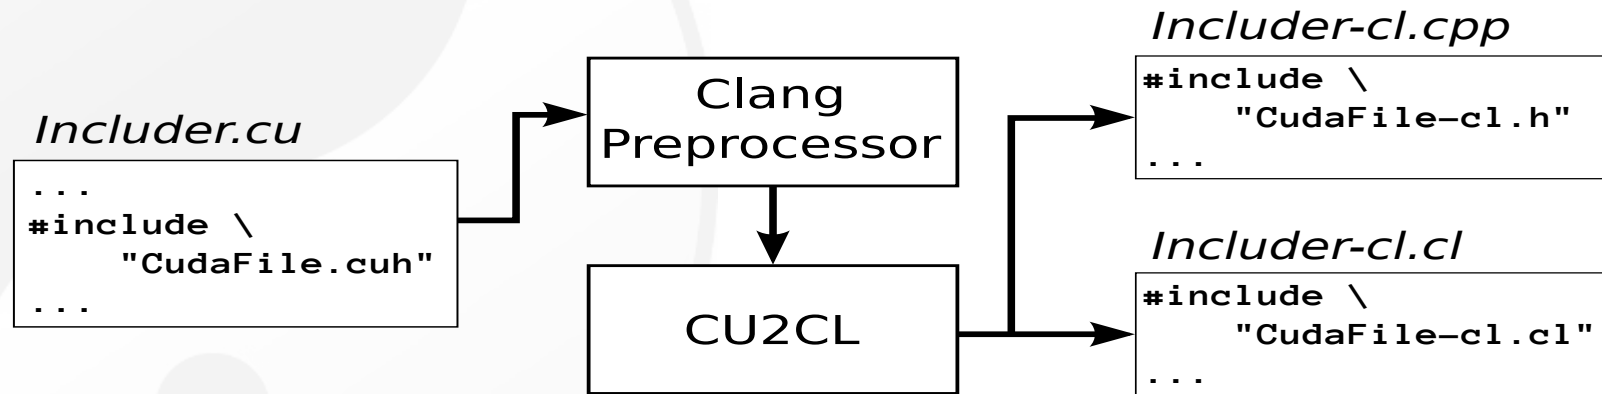 Includer.cu
...
#include \
"CudaFile.cuh"
...
Clang
Preprocessor
CU2CL
Includer-cl.cpp
#include \
"CudaFile-cl.h"
...
Includer-cl.cl
#include \
"CudaFile-cl.cl"
...